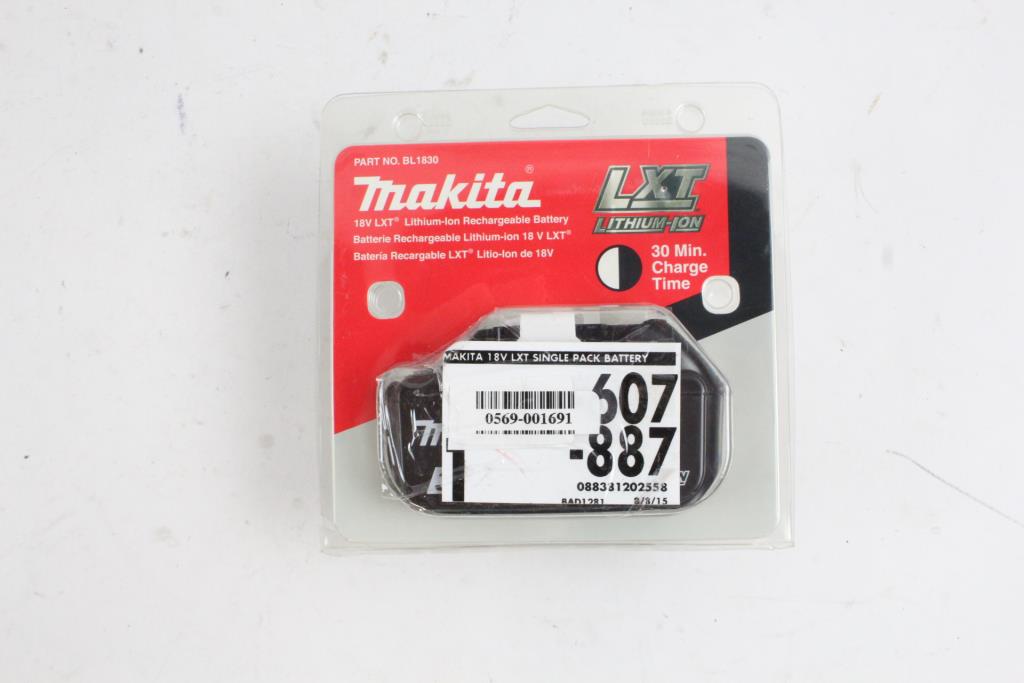 PART NO. BL1830
Makita®
LXT
LITHIUM-ION
18V LXT® Lithium-Ion Rechargeable Battery
Batterie Rechargeable Lithium-ion 18 V LXT®
Batería Recargable LXT® Litio-Ion de 18V
30 Min.
Charge
Time
MAKITA 18V LXT SINGLE PACK BATTERY
607
0569-001691
-887
088381202558
BAD1281 3/3/15